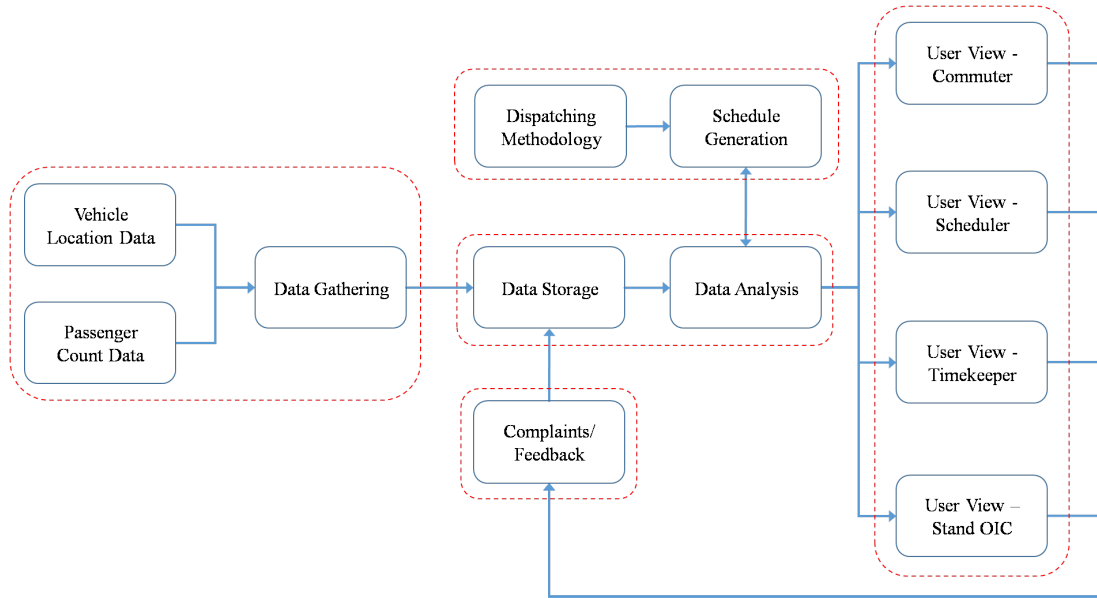 Vehicle
Location Data
Passenger
Count Data
Data Gathering
Dispatching
Methodology
Schedule
Generation
Data Storage
Data Analysis
Complaints/
Feedback
User View -
Commuter
User View -
Scheduler
User View -
Timekeeper
User View –
Stand OIC